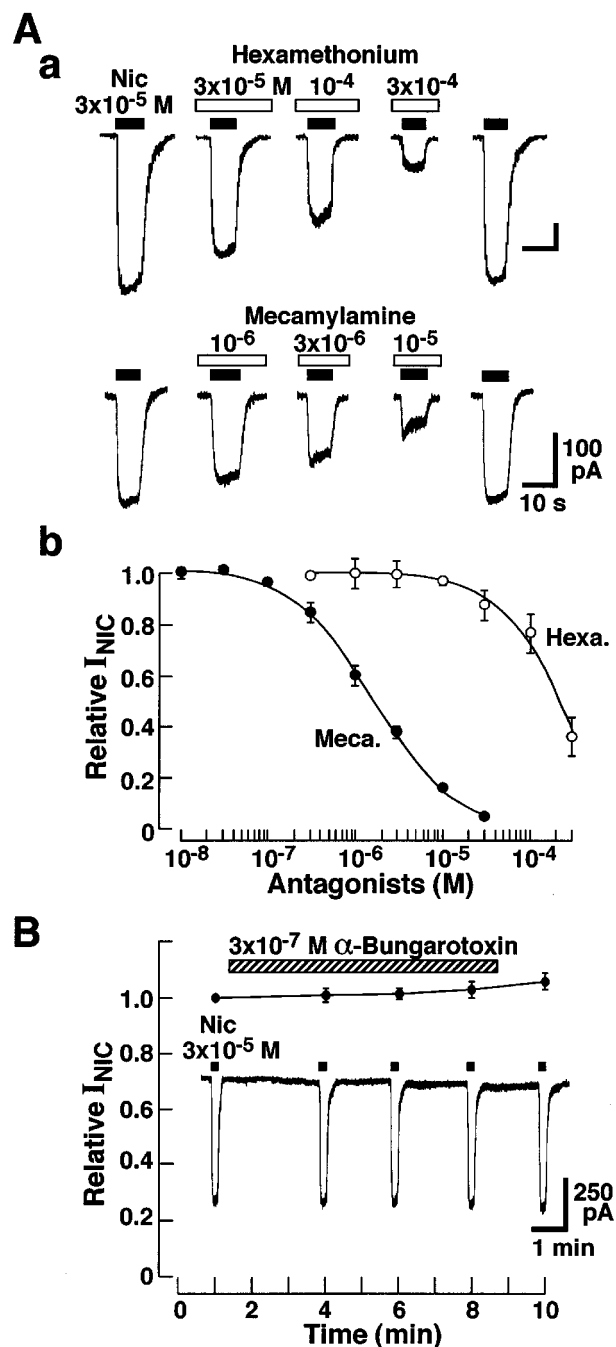 A
a
Hexamethonium
Nic
3x10-5 M
3x10-5 M 10-4 3x10-4
Mecamylamine
10-6 3x10-6 10-5
100
pA
10 s
b
Relative INIC
1.0
0.8
0.6
0.4
0.2
0
Hexa.
Meca.
10-8 10-7 10-6 10-5 10-4
Antagonists (M)
B
3x10-7 M α-Bungarotoxin
Relative INIC
1.0
0.8
0.6
0.4
0.2
0
Nic
3x10-5 M
250
pA
1 min
0 2 4 6 8 10
Time (min)